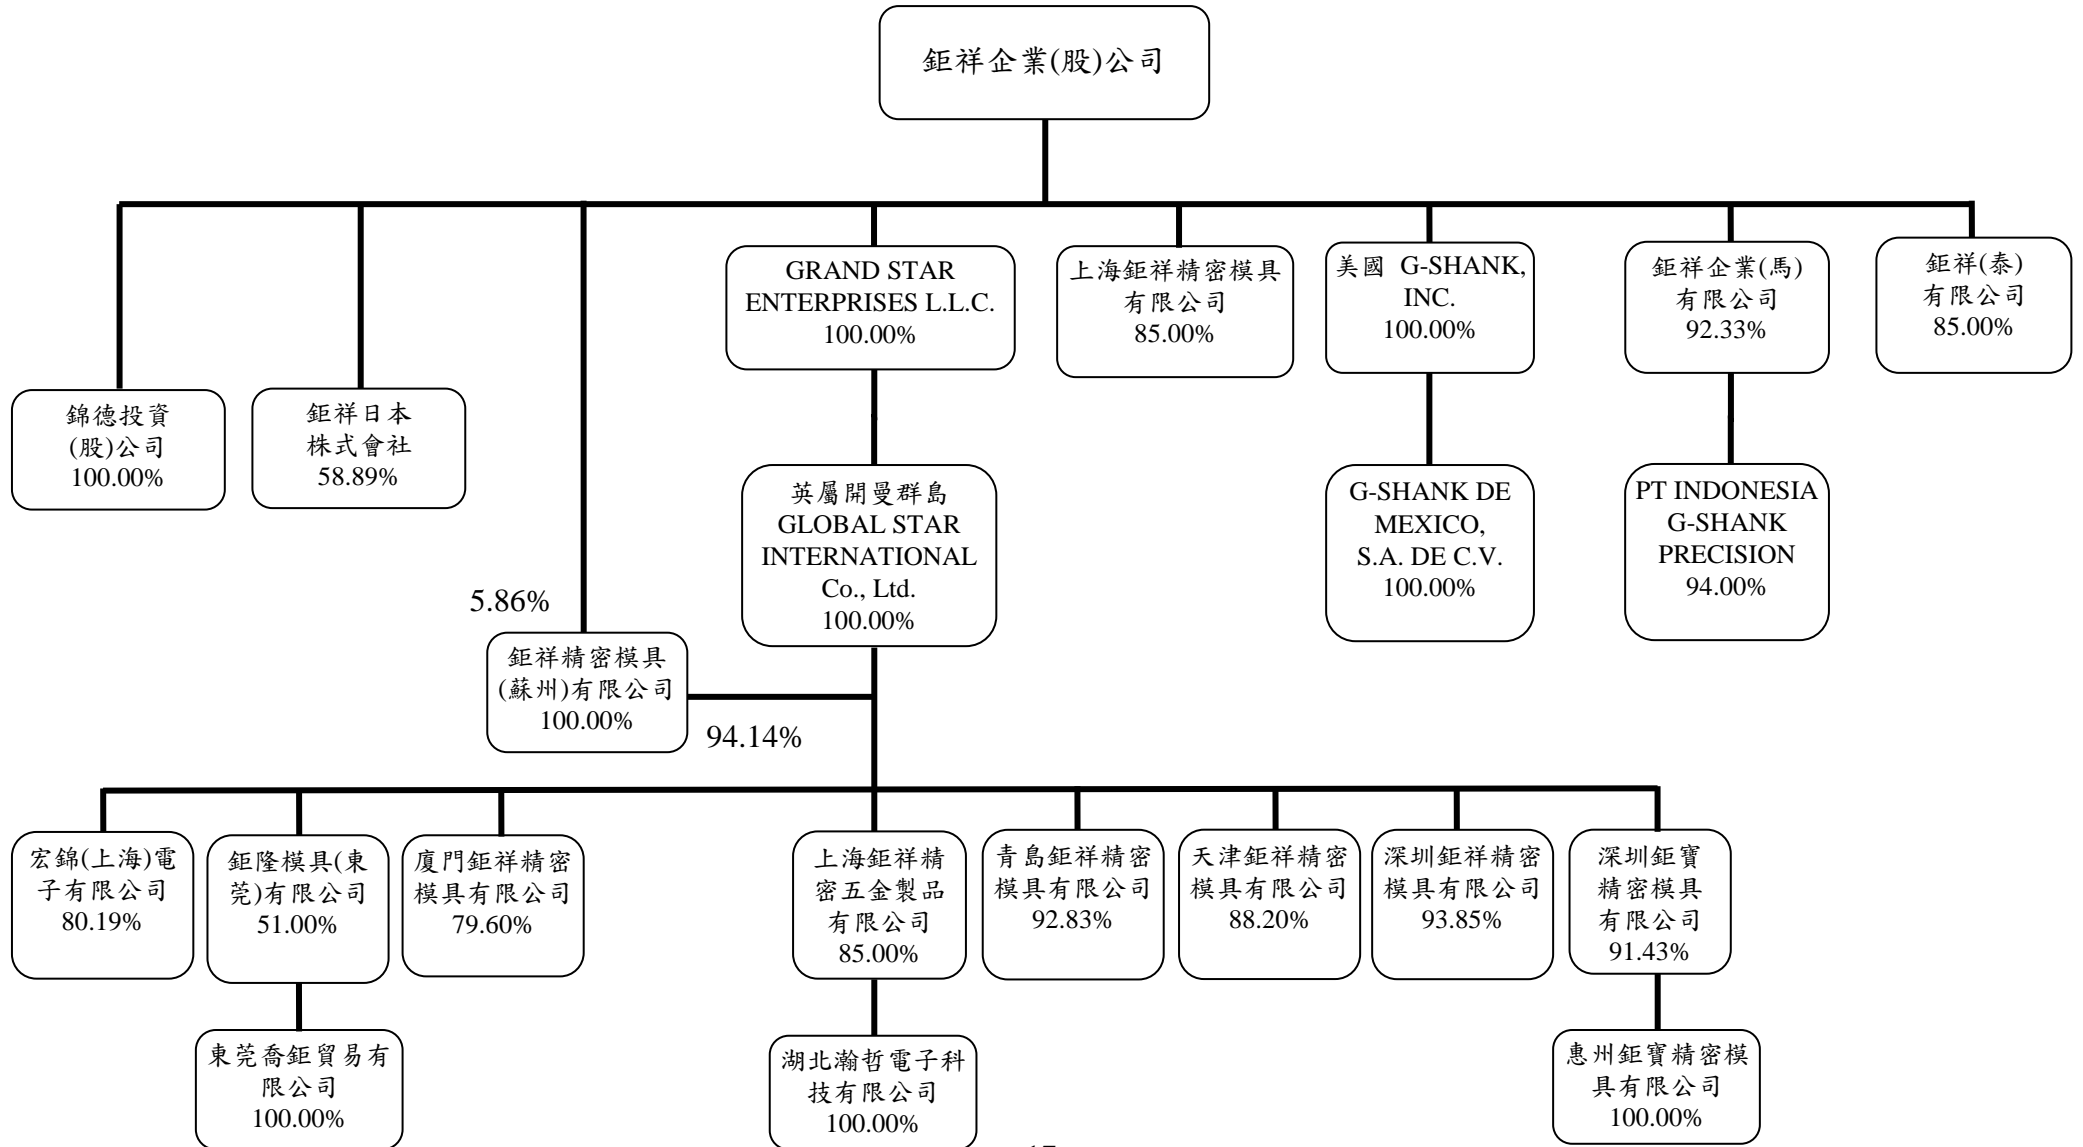 鉅祥企業(股)公司
GRAND STAR
ENTERPRISES L.L.C.
100.00%
上海鉅祥精密模具
有限公司
85.00%
美國 G-SHANK,
INC.
100.00%
鉅祥企業(馬)
有限公司
92.33%
鉅祥(泰)
有限公司
85.00%
錦德投資
(股)公司
100.00%
鉅祥日本
株式會社
58.89%
英屬開曼群島
GLOBAL STAR
INTERNATIONAL
Co., Ltd.
100.00%
G-SHANK DE
MEXICO,
S.A. DE C.V.
100.00%
PT INDONESIA
G-SHANK
PRECISION
94.00%
5.86%
鉅祥精密模具
(蘇州)有限公司
100.00%
94.14%
宏錦(上海)電
子有限公司
80.19%
鉅隆模具(東
莞)有限公司
51.00%
廈門鉅祥精密
模具有限公司
79.60%
上海鉅祥精
密五金製品
有限公司
85.00%
青島鉅祥精密
模具有限公司
92.83%
天津鉅祥精密
模具有限公司
88.20%
深圳鉅祥精密
模具有限公司
93.85%
深圳鉅寶
精密模具
有限公司
91.43%
東莞喬鉅貿易有
限公司
100.00%
湖北瀚哲電子科
技有限公司
100.00%
惠州鉅寶精密模
具有限公司
100.00%